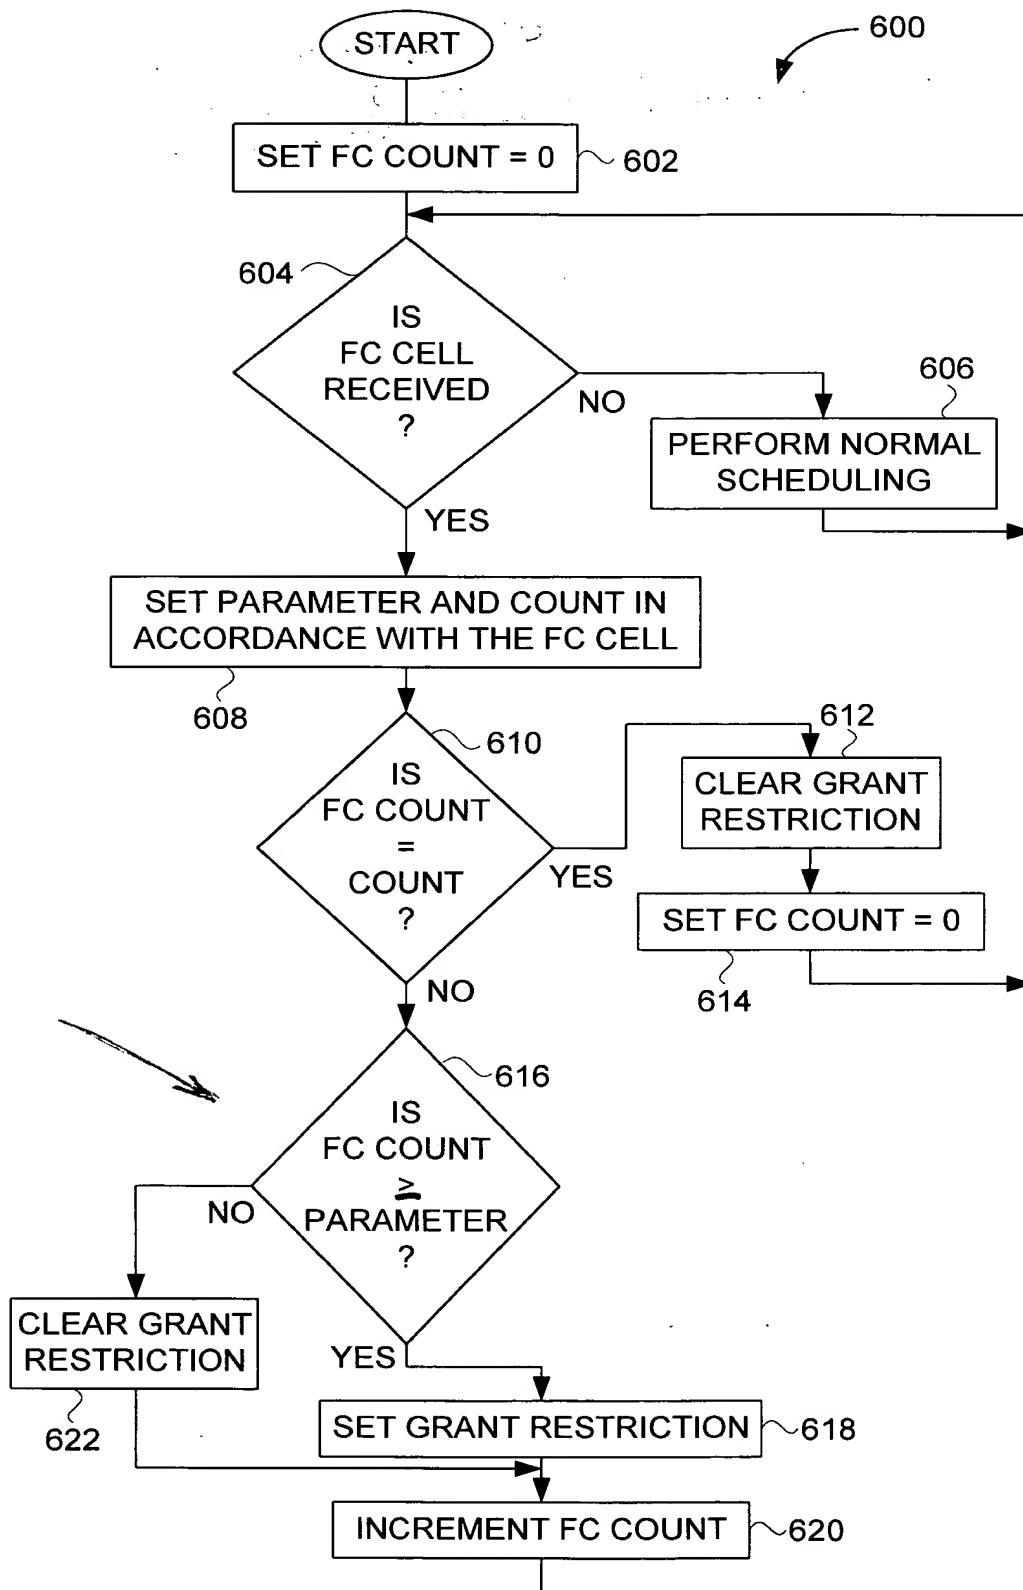 START
600
SET FC COUNT = 0
602
604
IS
FC CELL
RECEIVED
?
NO
606
PERFORM NORMAL
SCHEDULING
YES
SET PARAMETER AND COUNT IN
ACCORDANCE WITH THE FC CELL
608
610
IS
FC COUNT
=
COUNT
?
YES
612
CLEAR GRANT
RESTRICTION
SET FC COUNT = 0
614
NO
616
IS
FC COUNT
≥
PARAMETER
?
NO
CLEAR GRANT
RESTRICTION
622
YES
SET GRANT RESTRICTION
618
INCREMENT FC COUNT
620